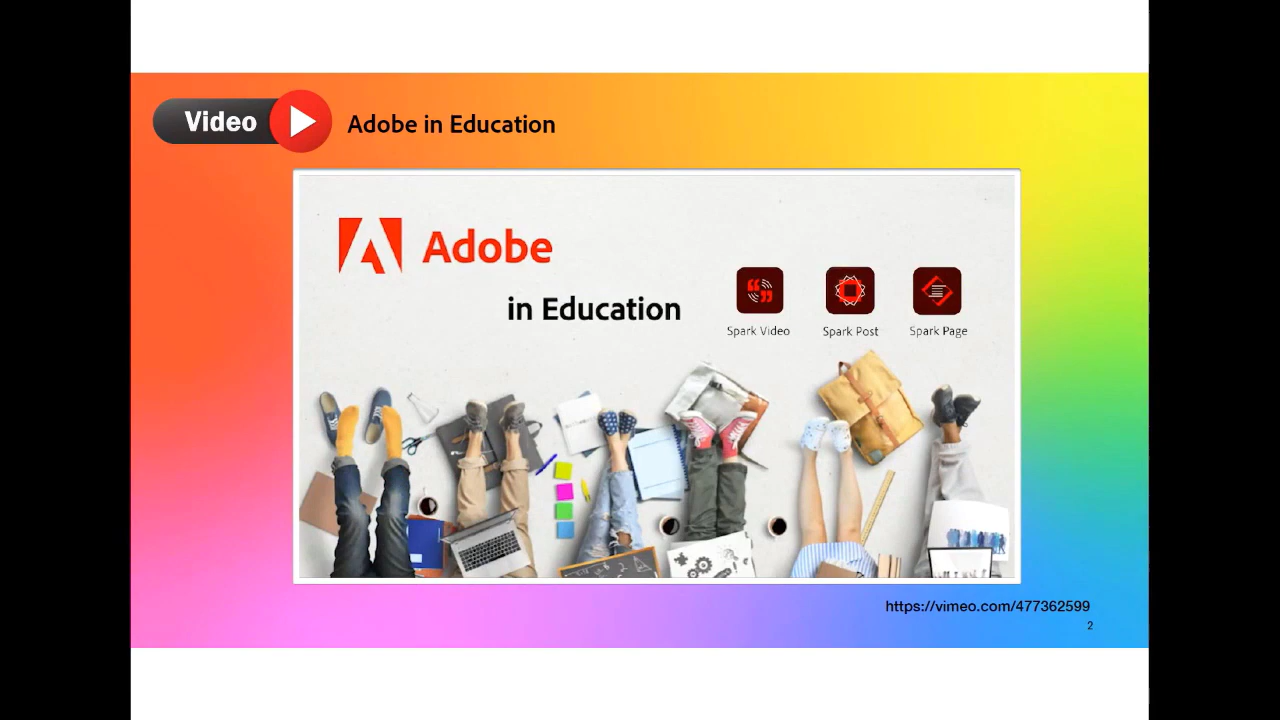 Video
Adobe in Education
Adobe
in Education
Spark Video
Spark Post
Spark Page
https://vimeo.com/477362599
2